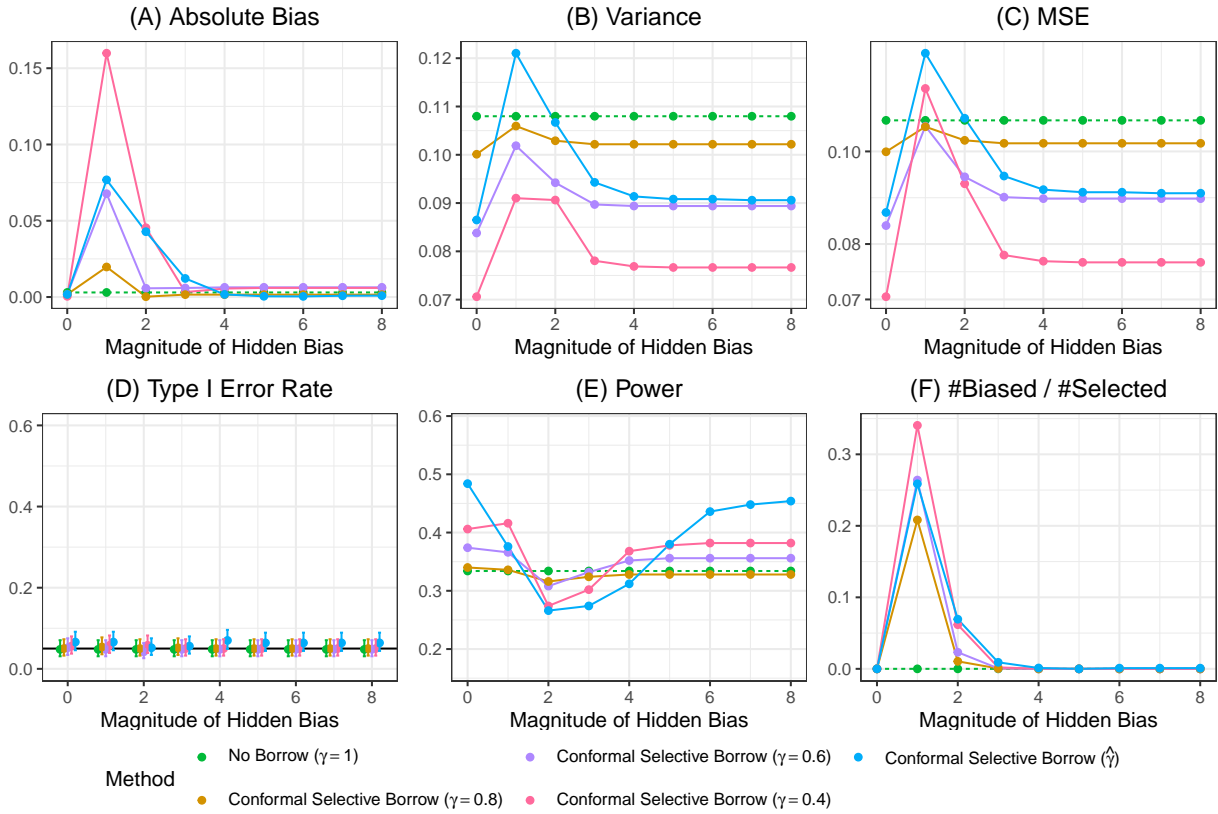 (A) Absolute Bias
0.15
0.10
0.05
0.00
0 2 4 6 8
Magnitude of Hidden Bias
(B) Variance
0.12
0.11
0.10
0.09
0.08
0.07
0 2 4 6 8
Magnitude of Hidden Bias
(C) MSE
0.10
0.08
0.07
0 2 4 6 8
Magnitude of Hidden Bias
(D) Type I Error Rate
0.6
0.4
0.2
0.0
0 2 4 6 8
Magnitude of Hidden Bias
(E) Power
0.6
0.5
0.4
0.3
0.2
0 2 4 6 8
Magnitude of Hidden Bias
(F) #Biased / #Selected
0.3
0.2
0.1
0.0
0 2 4 6 8
Magnitude of Hidden Bias
Method
No Borrow (γ = 1)
Conformal Selective Borrow (γ = 0.8)
Conformal Selective Borrow (γ = 0.6)
Conformal Selective Borrow (γ = 0.4)
Conformal Selective Borrow (γ̂)